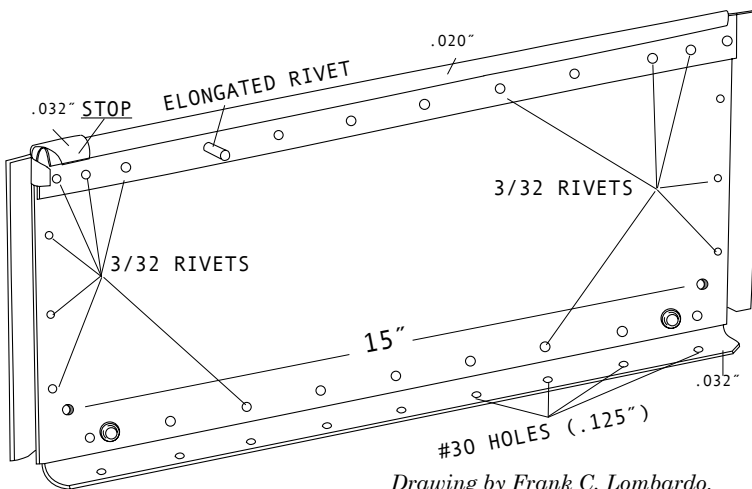 .020″
ELONGATED RIVET
.032″ STOP
3/32 RIVETS
3/32 RIVETS
15″
.032″
#30 HOLES (.125″)
Drawing by Frank C. Lombardo.